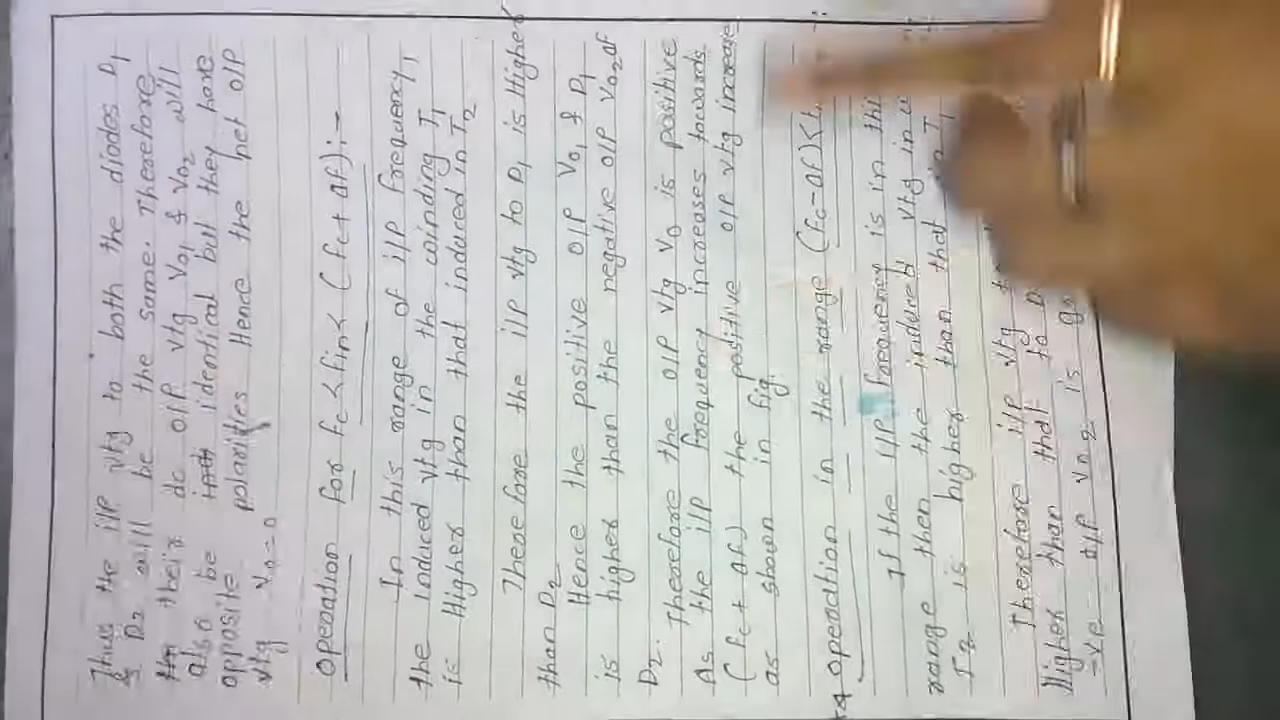 Thus the i/p vtg to both the diodes D1
& D2 will be the same. Therefore
their dc o/p vtg Vo1 & Vo2 will
also be identical but they have
opposite polarities Hence the net O/P
vtg Vo = 0
Operation for fc < fin < (fc + Δf) :-
In this range of i/p frequency,
the induced vtg in the winding T1
is Higher than that induced in T2
Therefore the i/p vtg to D1 is Higher
than D2
Hence the positive O/P Vo1 of D1
is higher than the negative O/P Vo2 of
D2. Therefore the O/P vtg Vo is positive
As the i/p frequency increases towards
(fc + Δf) the positive O/P vtg increase
as shown in fig.
Operation in the range (fc - Δf) <
If the i/p frequency is in thi
range then the induced vtg in
T2 is higher than that in T1
Therefore i/p vtg
Higher than that to
-ve O/P Vo2 is